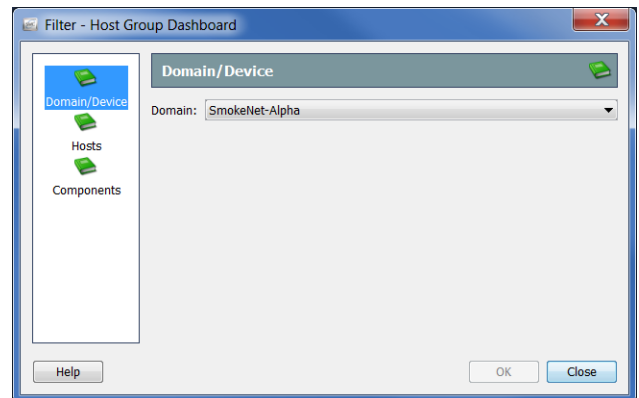 Filter - Host Group Dashboard
X
Domain/Device
Hosts
Components
Domain/Device
Domain: SmokeNet-Alpha
Help
OK
Close